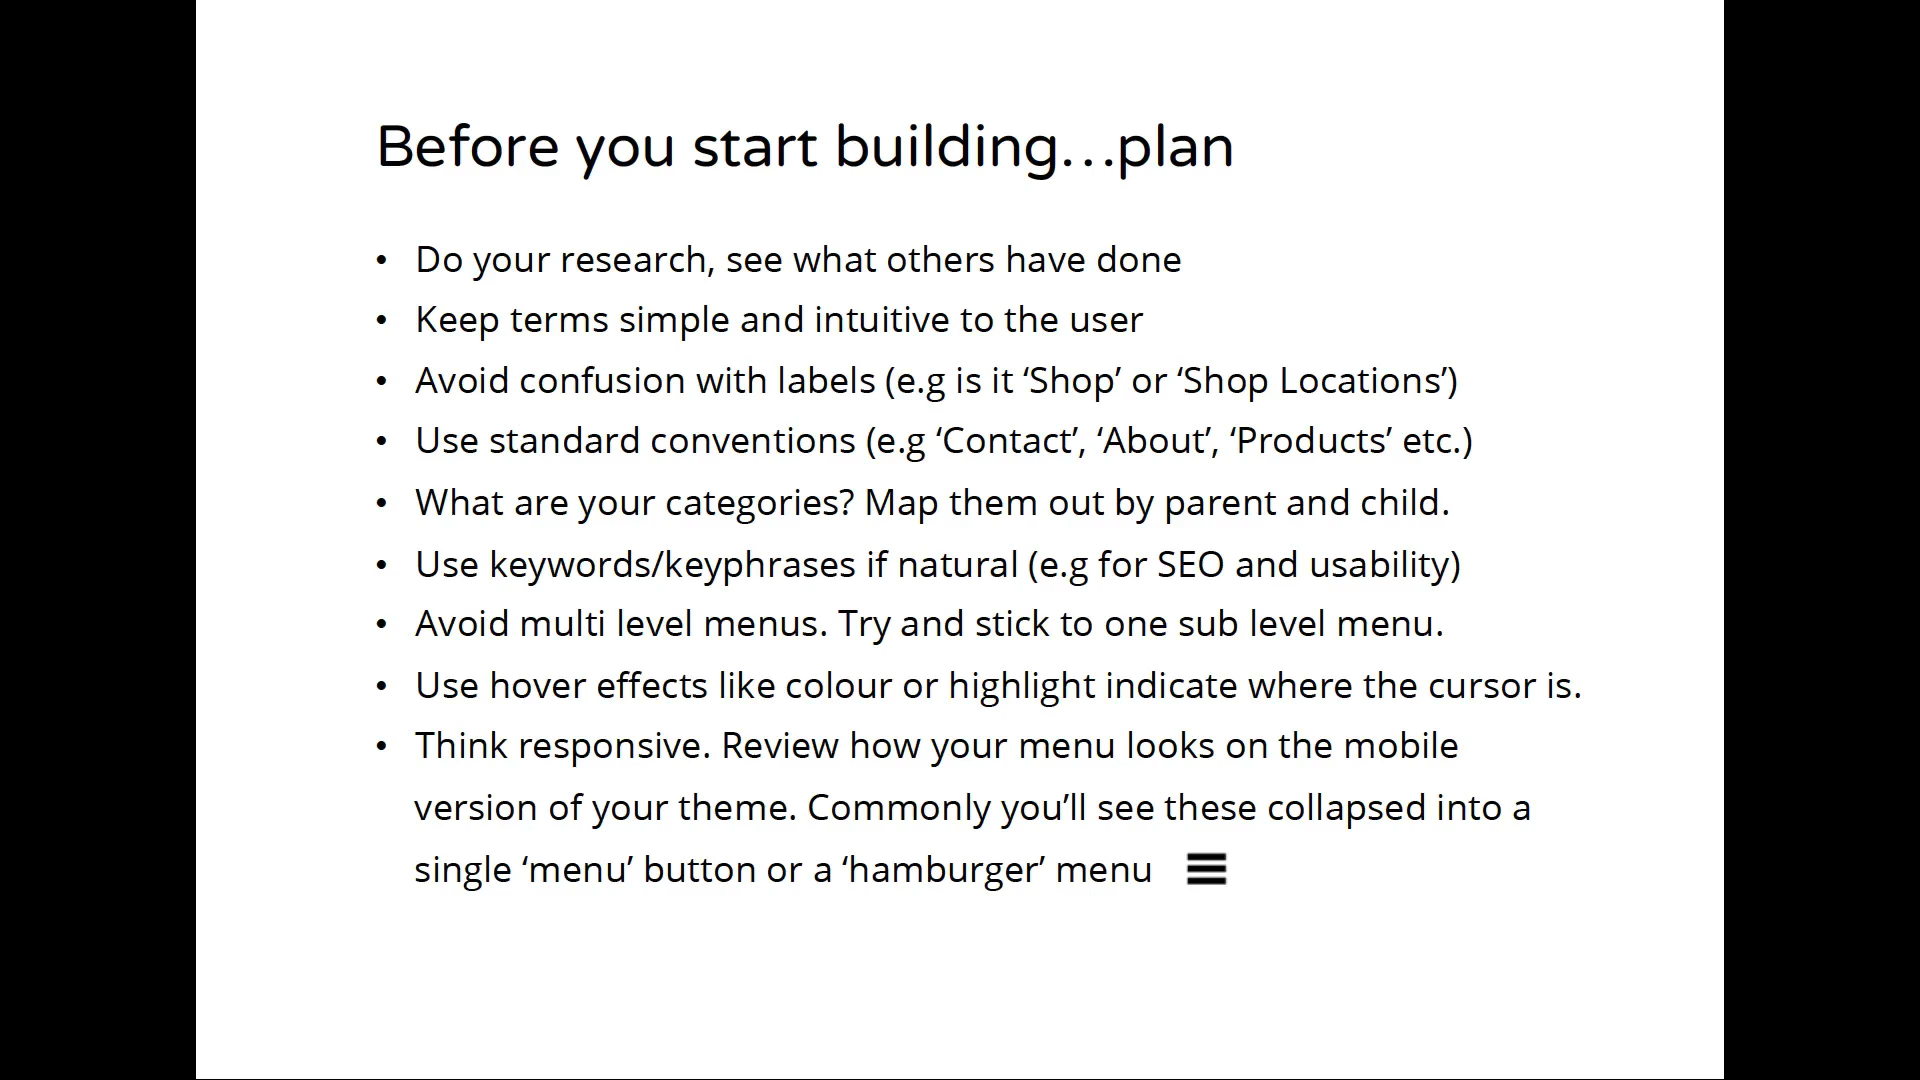 Before you start building…plan
• Do your research, see what others have done
• Keep terms simple and intuitive to the user
• Avoid confusion with labels (e.g is it ‘Shop’ or ‘Shop Locations’)
• Use standard conventions (e.g ‘Contact’, ‘About’, ‘Products’ etc.)
• What are your categories? Map them out by parent and child.
• Use keywords/keyphrases if natural (e.g for SEO and usability)
• Avoid multi level menus. Try and stick to one sub level menu.
• Use hover effects like colour or highlight indicate where the cursor is.
• Think responsive. Review how your menu looks on the mobile
version of your theme. Commonly you’ll see these collapsed into a
single ‘menu’ button or a ‘hamburger’ menu